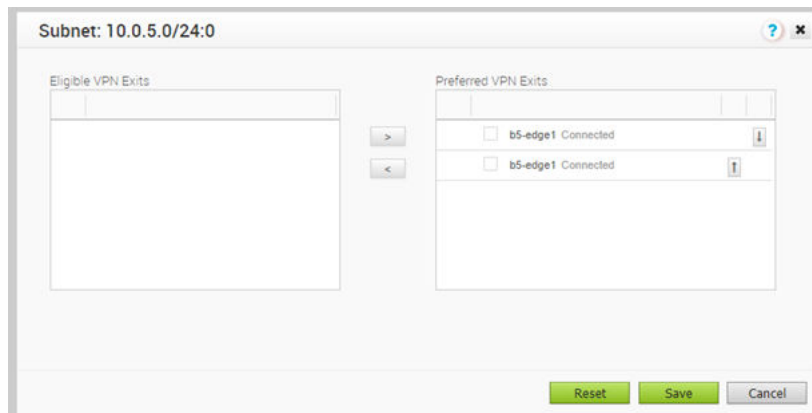 Subnet: 10.0.5.0/24:0
?
×
Eligible VPN Exits
Preferred VPN Exits
>
<
b5-edge1 Connected
↓
b5-edge1 Connected
↑
Reset
Save
Cancel